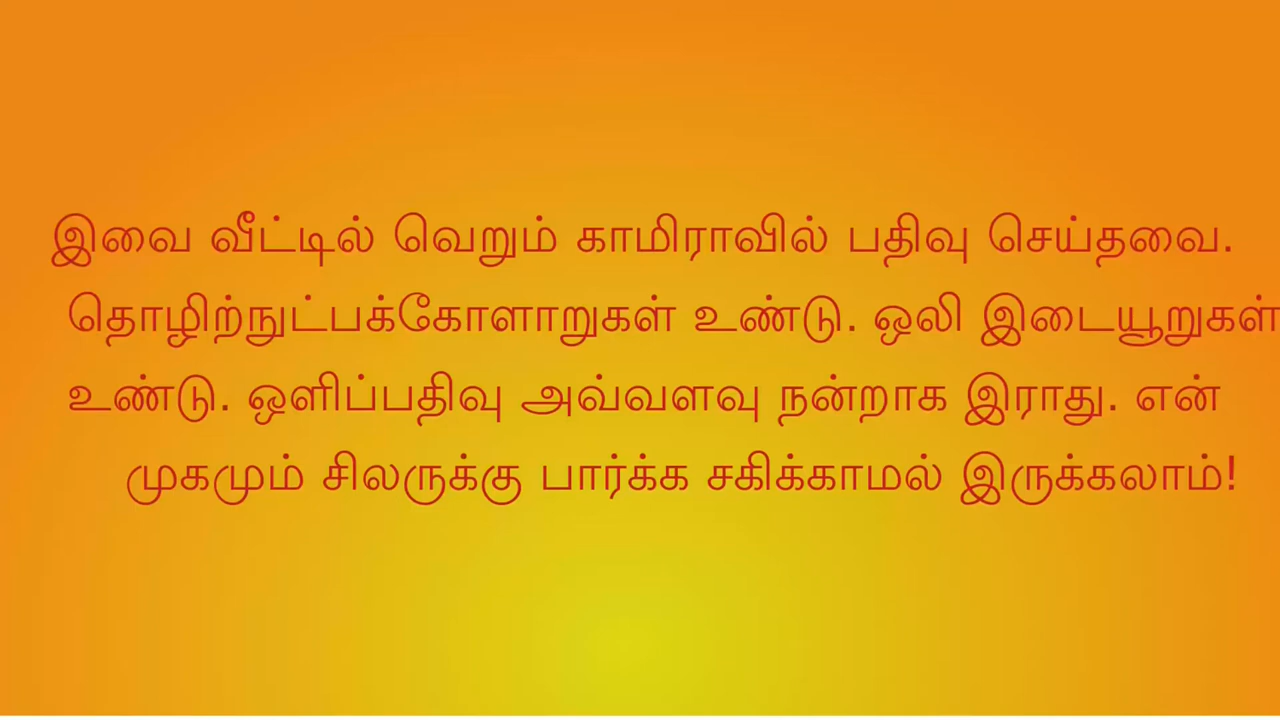 இவை வீட்டில் வெறும் காமிராவில் பதிவு செய்தவை.
தொழிற்நுட்பக்கோளாறுகள் உண்டு. ஒலி இடையூறுகள்
உண்டு. ஒளிப்பதிவு அவ்வளவு நன்றாக இராது. என்
முகமும் சிலருக்கு பார்க்க சகிக்காமல் இருக்கலாம்!